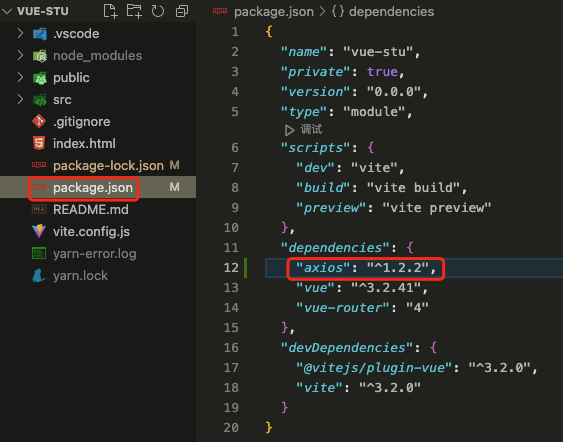 VUE-STU
.vscode
node_modules
public
src
.gitignore
index.html
package-lock.json M
package.json M
README.md
vite.config.js
yarn-error.log
yarn.lock
package.json > {} dependencies
1 {
2 "name": "vue-stu",
3 "private": true,
4 "version": "0.0.0",
5 "type": "module",
调试
6 "scripts": {
7 "dev": "vite",
8 "build": "vite build",
9 "preview": "vite preview"
10 },
11 "dependencies": {
12 "axios": "^1.2.2",
13 "vue": "^3.2.41",
14 "vue-router": "4"
15 },
16 "devDependencies": {
17 "@vitejs/plugin-vue": "^3.2.0",
18 "vite": "^3.2.0"
19 }
20 }